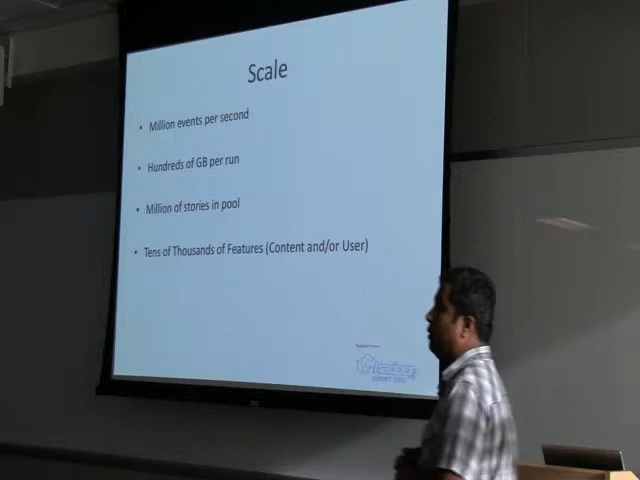 Scale
• Million events per second
• Hundreds of GB per run
• Million of stories in pool
• Tens of Thousands of Features (Content and/or User)